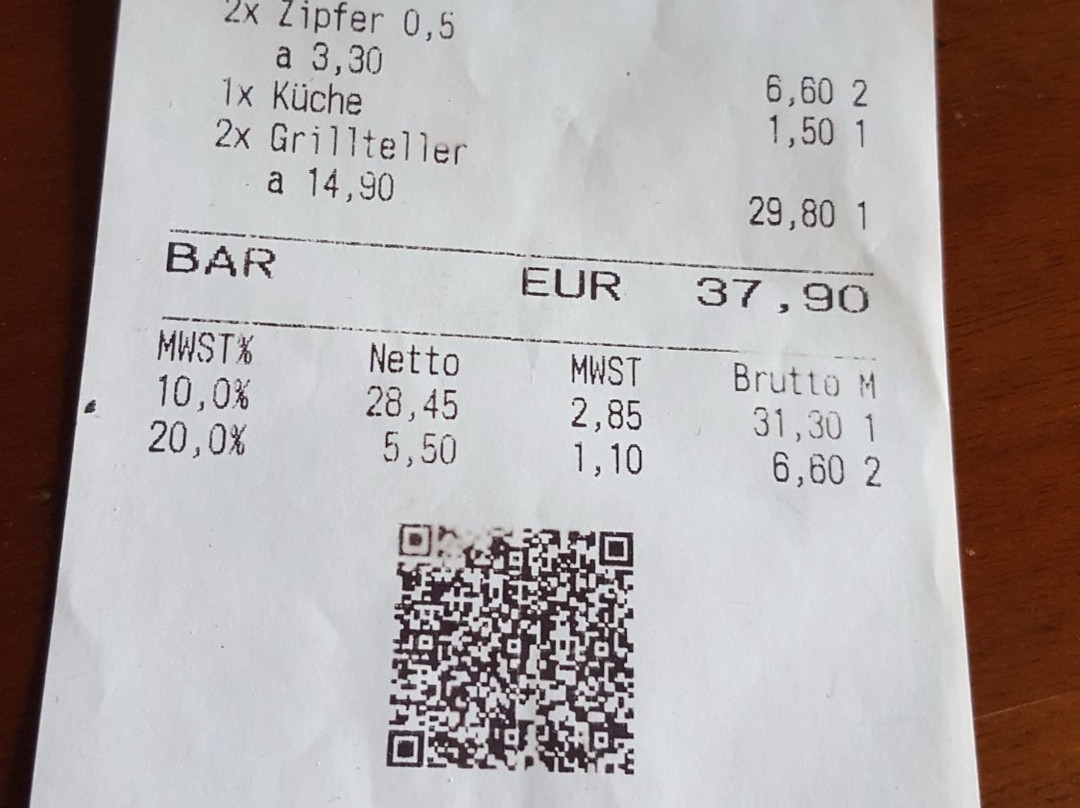 2x Zipfer 0,5
a 3,30
6,60 2
1x Küche 1,50 1
2x Grillteller
a 14,90
29,80 1
BAR EUR 37,90
MWST% Netto MWST Brutto M
10,0% 28,45 2,85 31,30 1
20,0% 5,50 1,10 6,60 2